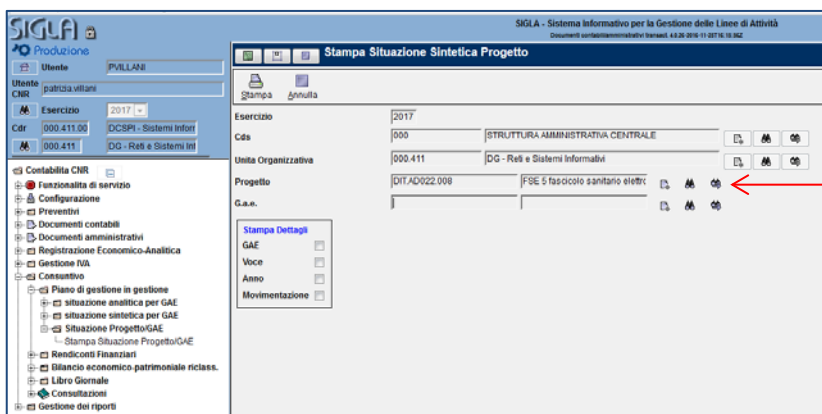 SIGLA
SIGLA - Sistema Informativo per la Gestione delle Linee di Attività
Produzione
Utente PVILLANI
Utente CNR patrizia.villani
Esercizio 2017
Cdr 000.411.00 DCSPI - Sistemi Inforr
000.411 DG - Reti e Sistemi Inf
Contabilita CNR
Funzionalita di servizio
Configurazione
Preventivi
Documenti contabili
Documenti amministrativi
Registrazione Economico-Analitica
Gestione IVA
Consuntivo
Piano di gestione in gestione
situazione analitica per GAE
situazione sintetica per GAE
Situazione Progetto/GAE
Stampa Situazione Progetto/GAE
Rendiconti Finanziari
Bilancio economico-patrimoniale riclass.
Libro Giornale
Consultazioni
Gestione dei riporti
Stampa Situazione Sintetica Progetto
Stampa Annulla
Esercizio 2017
Cds 000 STRUTTURA AMMINISTRATIVA CENTRALE
Unita Organizzativa 000.411 DG - Reti e Sistemi Informativi
Progetto DIT.AD022.008 FSE 5 fascicolo sanitario elettrc
G.a.e.
Stampa Dettagli
GAE
Voce
Anno
Movimentazione